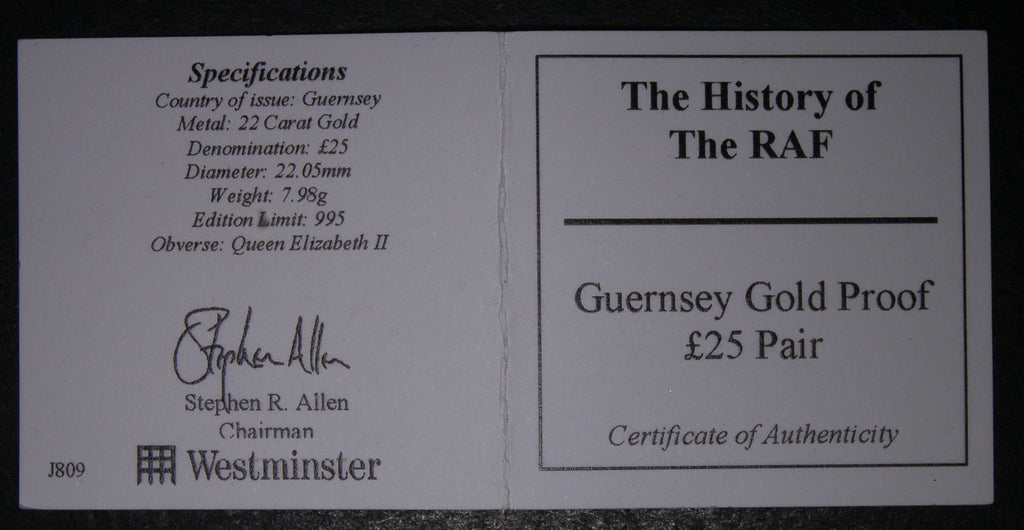 Specifications
Country of issue: Guernsey
Metal: 22 Carat Gold
Denomination: £25
Diameter: 22.05mm
Weight: 7.98g
Edition Limit: 995
Obverse: Queen Elizabeth II
Stephen Allen
Stephen R. Allen
Chairman
J809
Westminster
The History of
The RAF
Guernsey Gold Proof
£25 Pair
Certificate of Authenticity